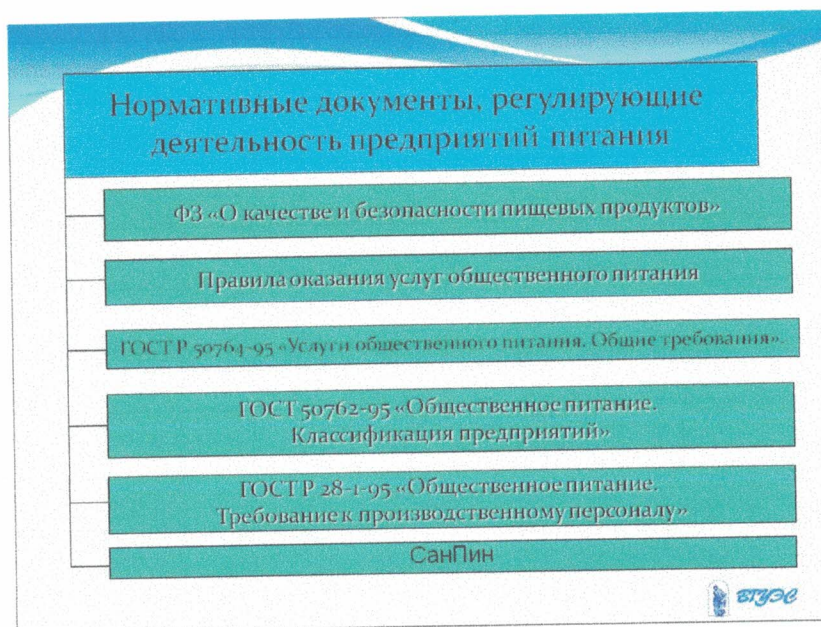 Нормативные документы, регулирующие
деятельность предприятий питания
ФЗ «О качестве и безопасности пищевых продуктов»
Правила оказания услуг общественного питания
ГОСТ Р 50764-95 «Услуги общественного питания. Общие требования».
ГОСТ 50762-95 «Общественное питание.
Классификация предприятий»
ГОСТ Р 28-1-95 «Общественное питание.
Требование к производственному персоналу»
СанПин
ВГУЭС